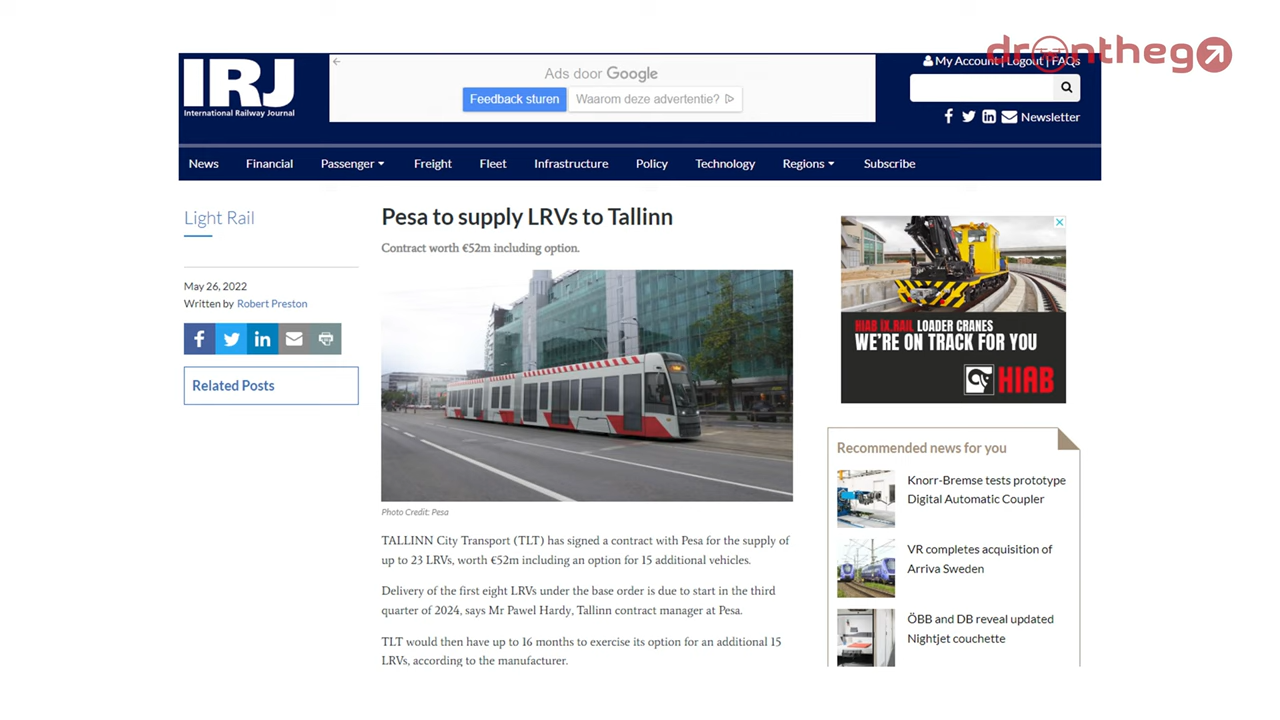 dronthego
IRJ
International Railway Journal
Ads door Google
Feedback sturen
Waarom deze advertentie?
My Account | Logout | FAQs
Newsletter
News
Financial
Passenger
Freight
Fleet
Infrastructure
Policy
Technology
Regions
Subscribe
Light Rail
May 26, 2022
Written by Robert Preston
Related Posts
Pesa to supply LRVs to Tallinn
Contract worth €52m including option.
Photo Credit: Pesa
TALLINN City Transport (TLT) has signed a contract with Pesa for the supply of
up to 23 LRVs, worth €52m including an option for 15 additional vehicles.
Delivery of the first eight LRVs under the base order is due to start in the third
quarter of 2024, says Mr Pawel Hardy, Tallinn contract manager at Pesa.
TLT would then have up to 16 months to exercise its option for an additional 15
LRVs, according to the manufacturer.
HIAB iX.RAIL LOADER CRANES
WE'RE ON TRACK FOR YOU
HIAB
Recommended news for you
Knorr-Bremse tests prototype
Digital Automatic Coupler
VR completes acquisition of
Arriva Sweden
ÖBB and DB reveal updated
Nightjet couchette